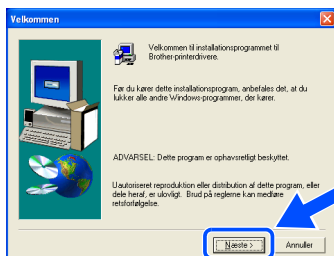 Velkommen
Velkommen til installationsprogrammet til
Brother-printerdrivere.
Før du kører dette installationsprogram, anbefales det, at du
lukker alle andre Windows-programmer, der kører.
ADVARSEL: Dette program er ophavsretligt beskyttet.
Uautoriseret reproduktion eller distribution af dette program, eller
dele heraf, er ulovligt. Brud på reglerne kan medføre
retsforfølgelse.
Næste >
Annuller